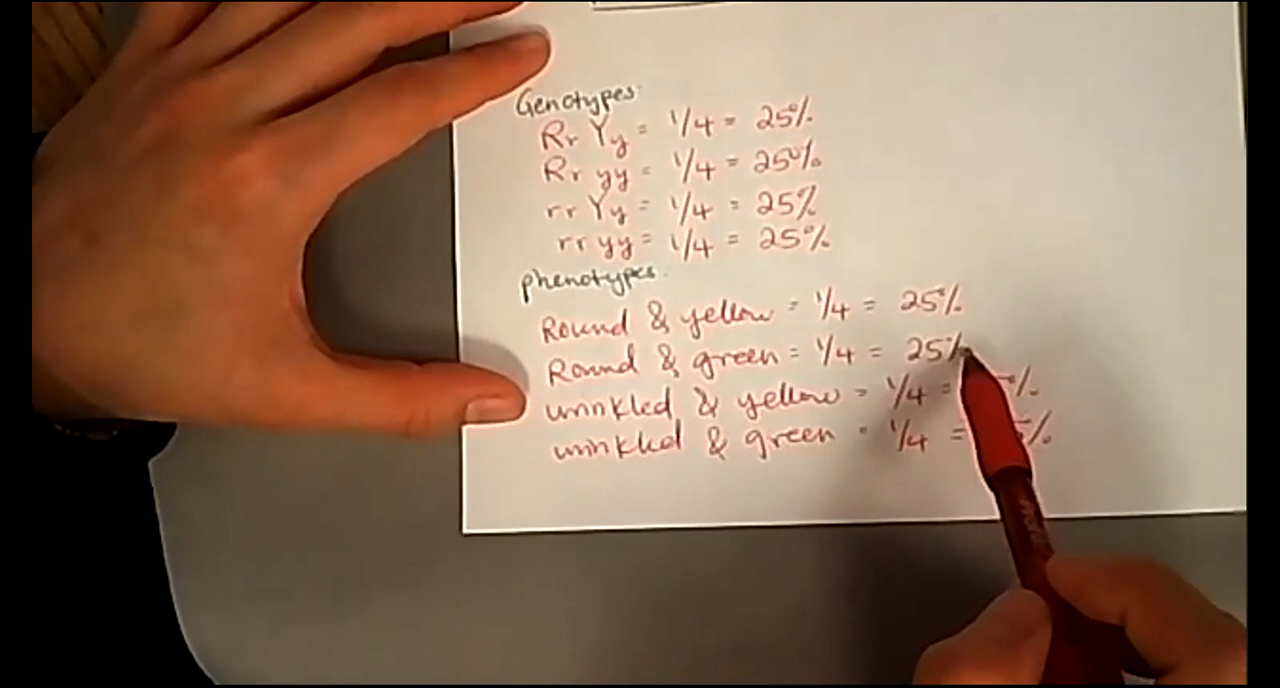 Genotypes:
Rr Yy = 1/4 = 25%
Rr yy = 1/4 = 25%
rr Yy = 1/4 = 25%
rr yy = 1/4 = 25%
phenotypes:
Round & yellow = 1/4 = 25%
Round & green = 1/4 = 25%
wrinkled & yellow = 1/4 = %
wrinkled & green = 1/4 = 5%